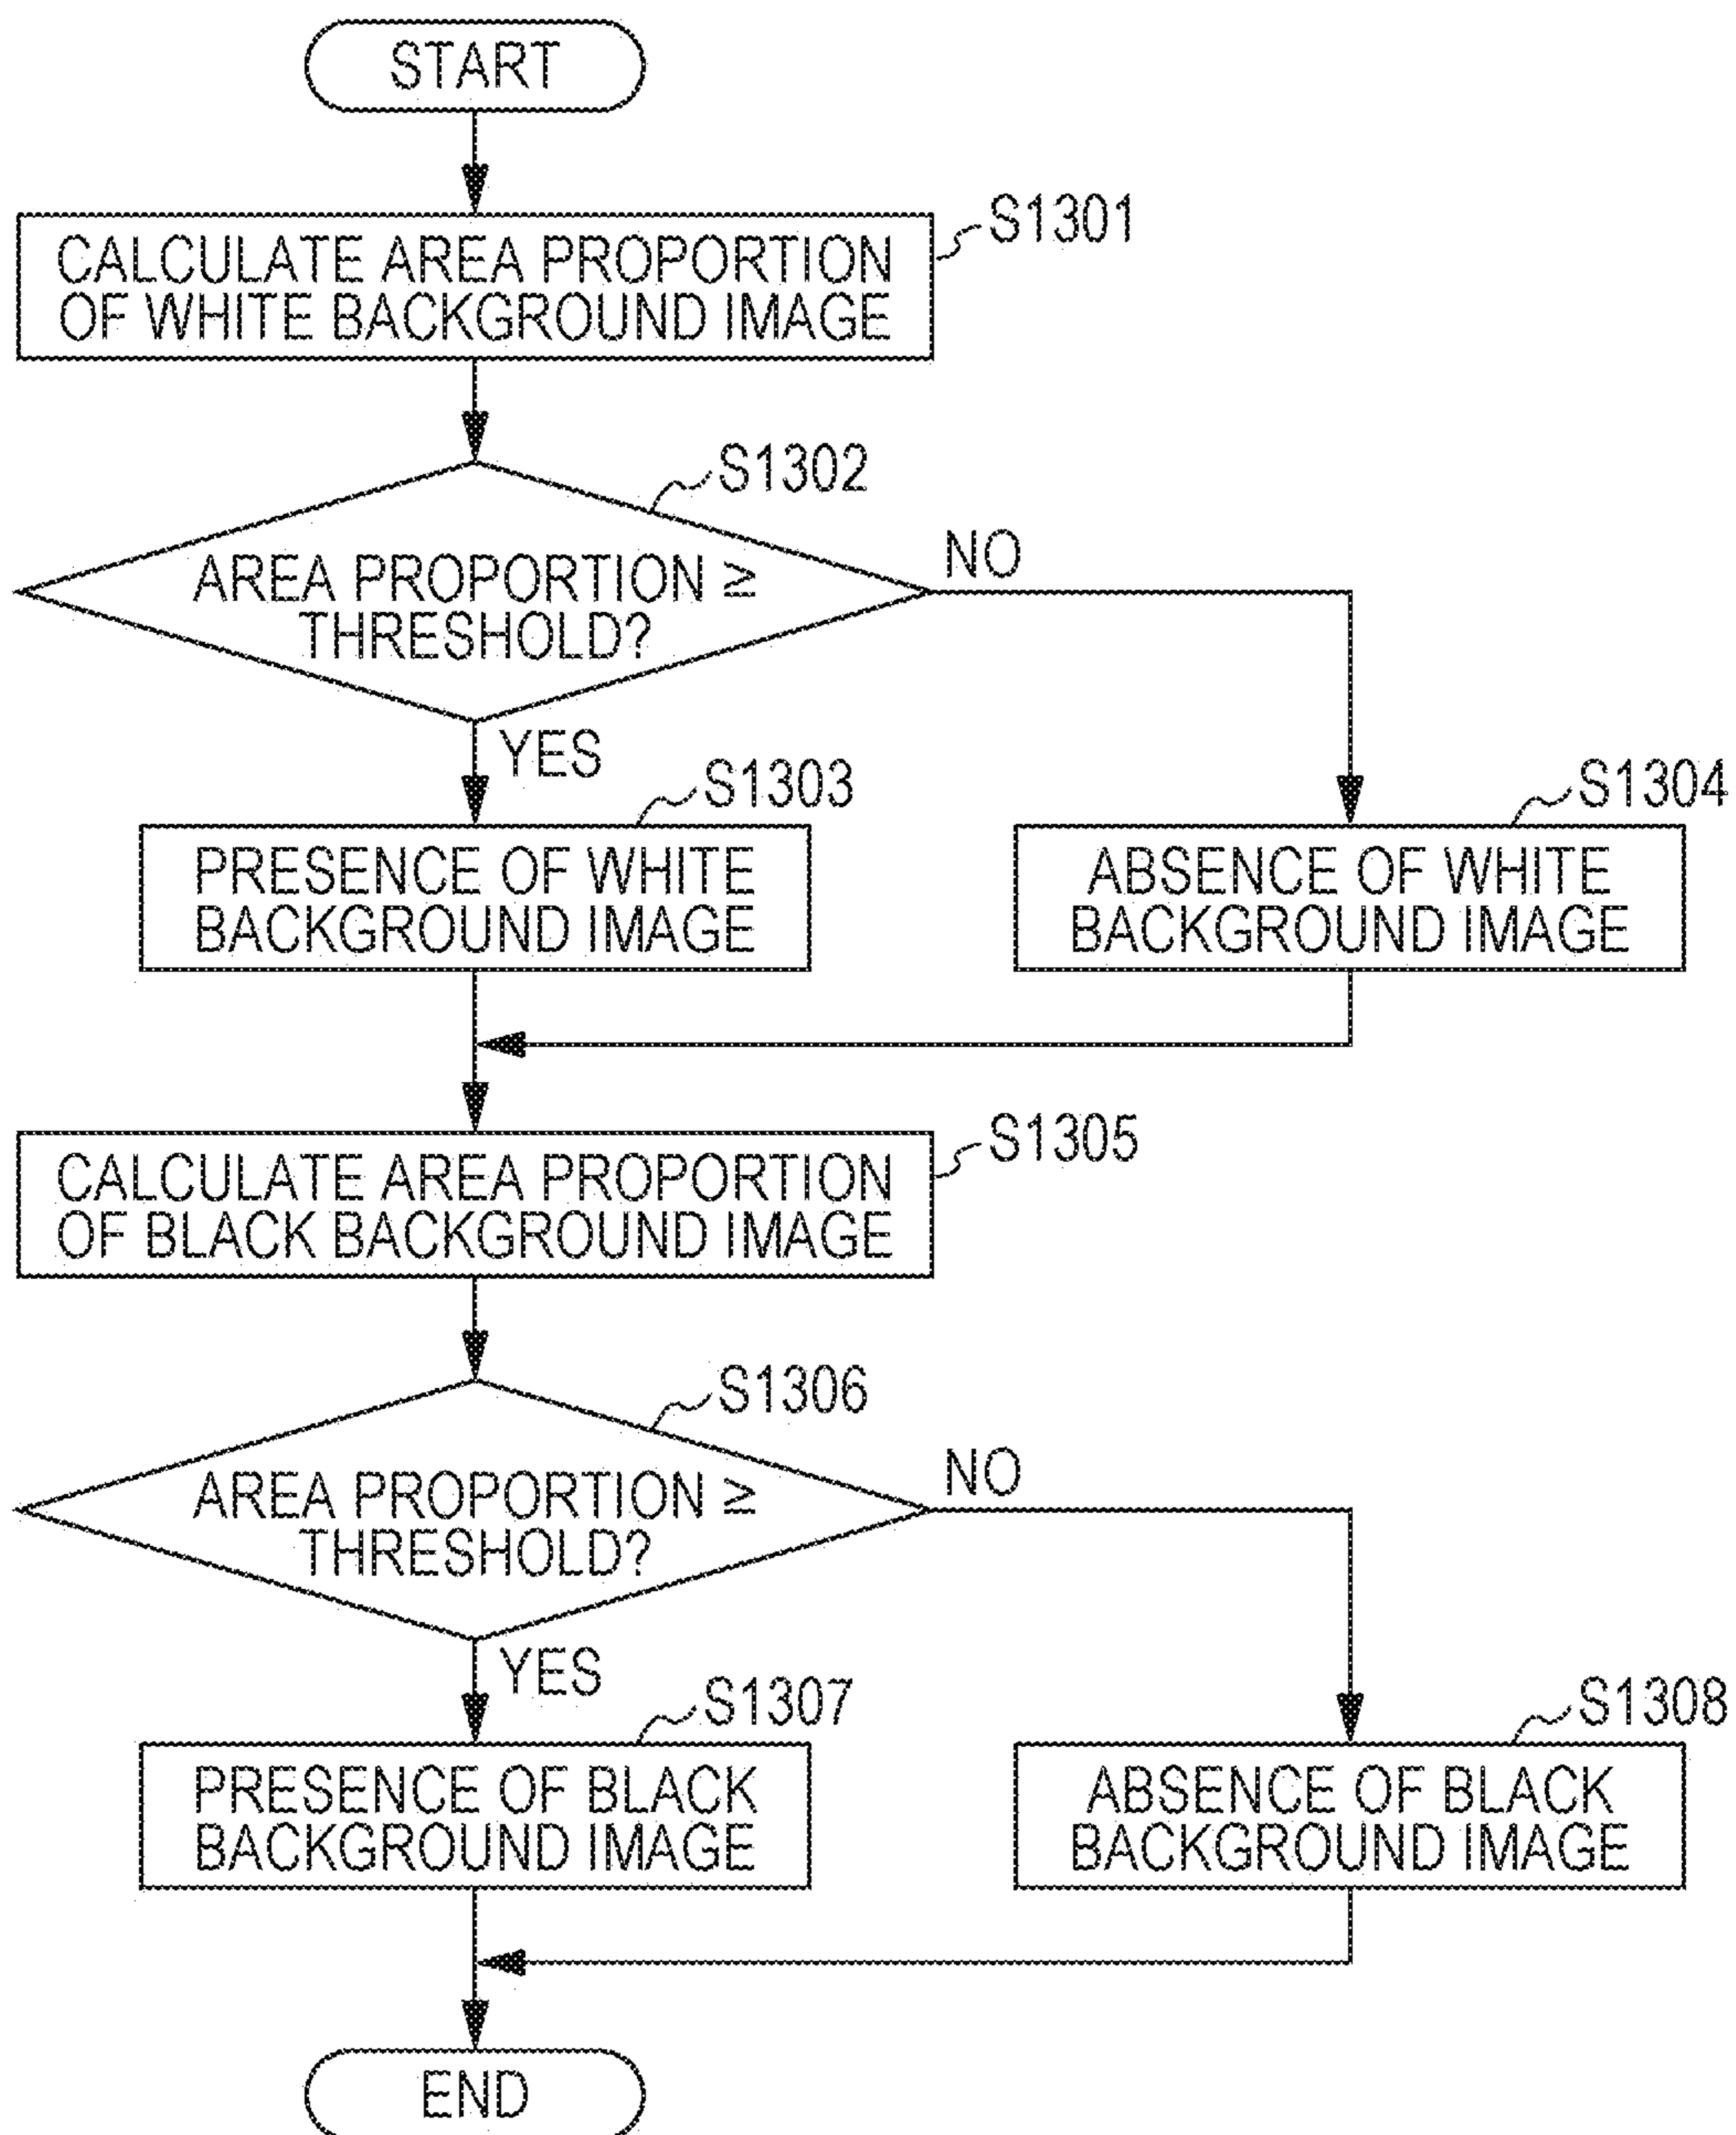 START
S1301
CALCULATE AREA PROPORTION
OF WHITE BACKGROUND IMAGE
S1302
AREA PROPORTION ≥
THRESHOLD?
NO
YES
S1303
PRESENCE OF WHITE
BACKGROUND IMAGE
S1304
ABSENCE OF WHITE
BACKGROUND IMAGE
S1305
CALCULATE AREA PROPORTION
OF BLACK BACKGROUND IMAGE
S1306
AREA PROPORTION ≥
THRESHOLD?
NO
YES
S1307
PRESENCE OF BLACK
BACKGROUND IMAGE
S1308
ABSENCE OF BLACK
BACKGROUND IMAGE
END